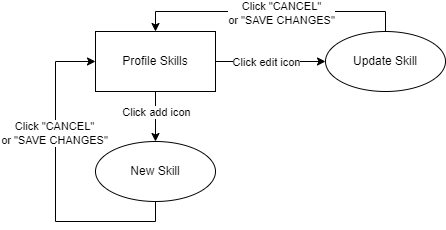 Click "CANCEL"
or "SAVE CHANGES"
Profile Skills
Click edit icon
Update Skill
Click add icon
Click "CANCEL"
or "SAVE CHANGES"
New Skill